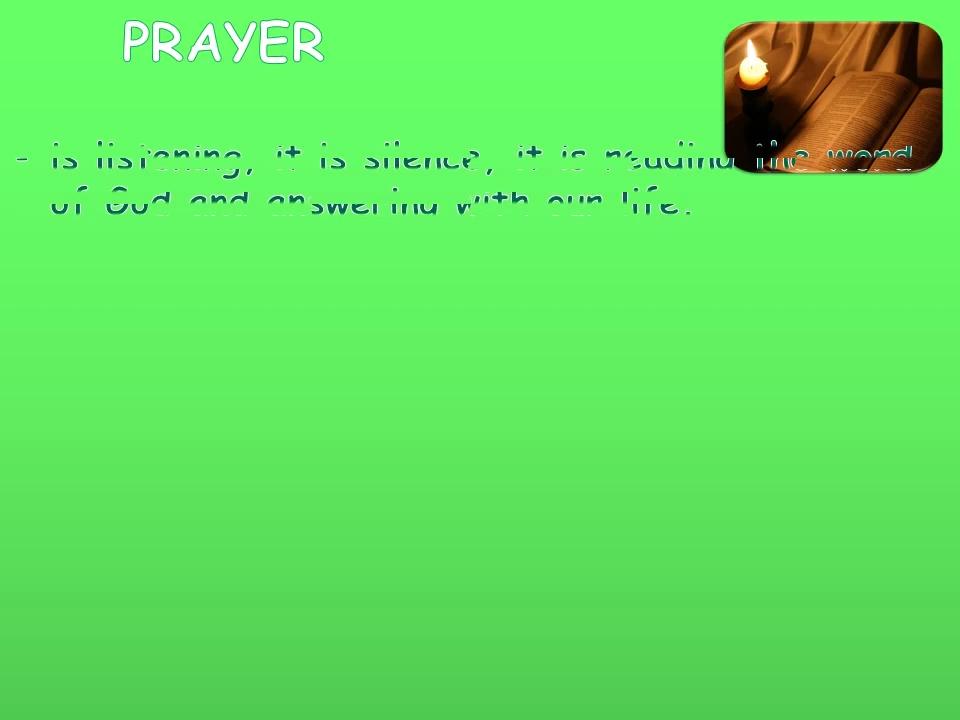 PRAYER
- is listening, it is silence, it is reading the word
of God and answering with our life.